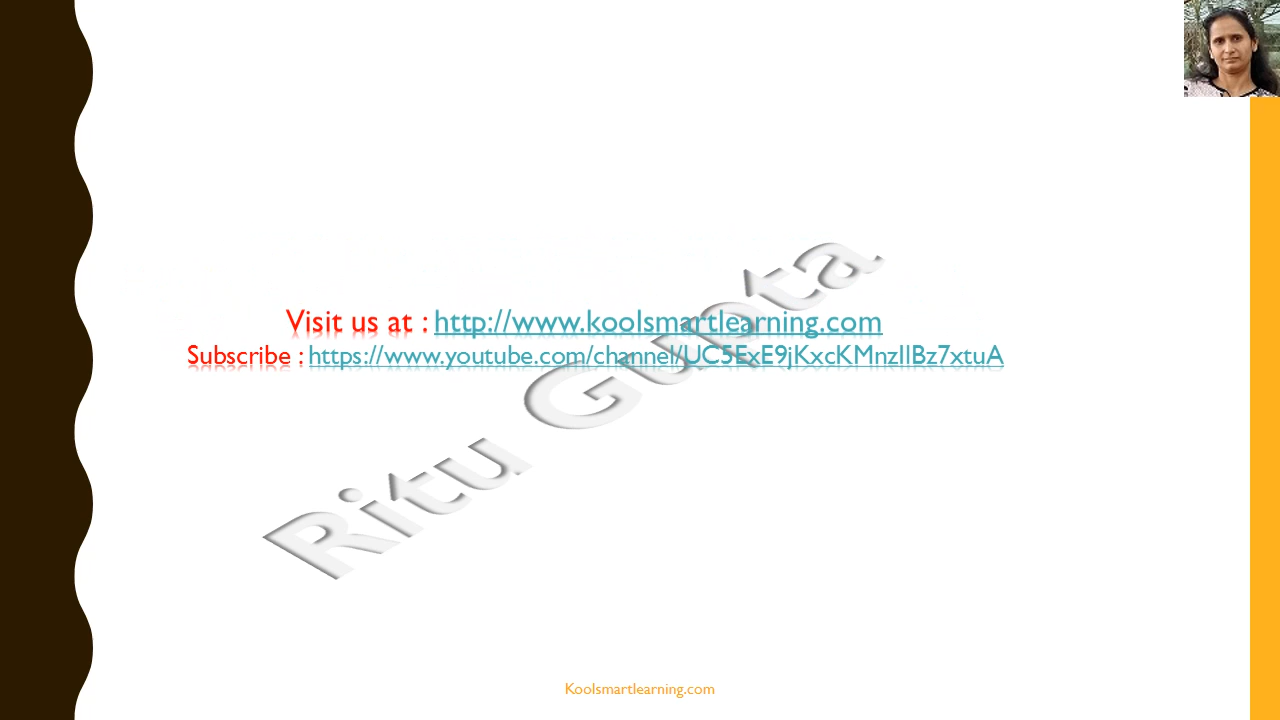 Visit us at : http://www.koolsmartlearning.com
Subscribe : https://www.youtube.com/channel/UC5ExE9jKxcKMnzlIBz7xtuA
Ritu Gupta
Koolsmartlearning.com